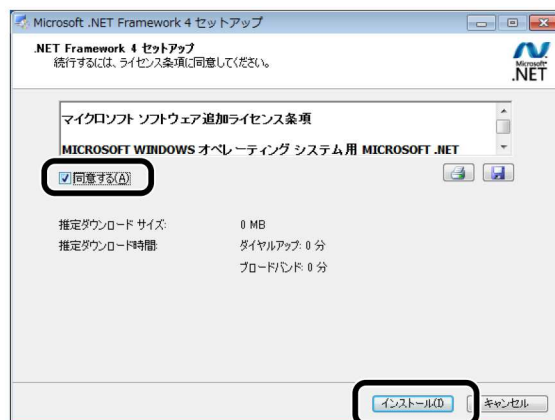 Microsoft .NET Framework 4 セットアップ
.NET Framework 4 セットアップ
続行するには、ライセンス条項に同意してください。
Microsoft
.NET
マイクロソフト ソフトウェア追加ライセンス条項
MICROSOFT WINDOWS オペレーティング システム用 MICROSOFT .NET
同意する(A)
推定ダウンロード サイズ: 0 MB
推定ダウンロード時間: ダイヤルアップ: 0 分
ブロードバンド: 0 分
インストール(I)
キャンセル